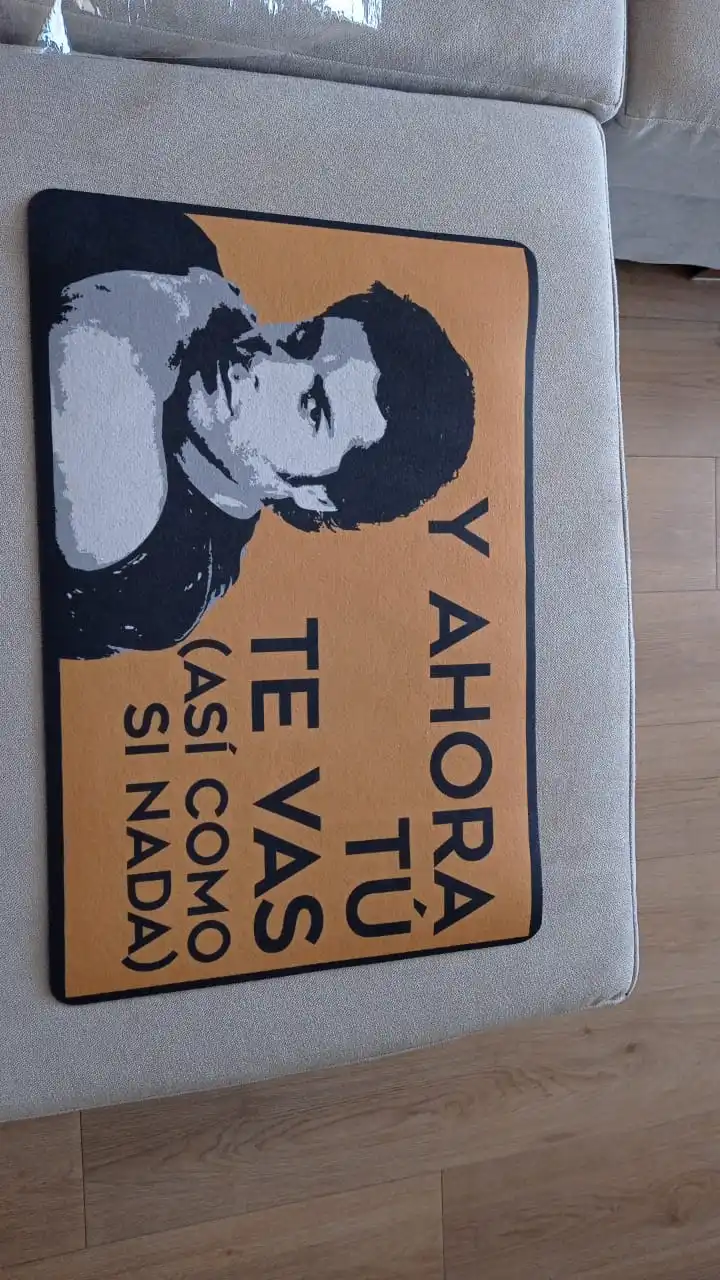 Y AHORA
TÚ
TE VAS
(ASÍ COMO
SI NADA)